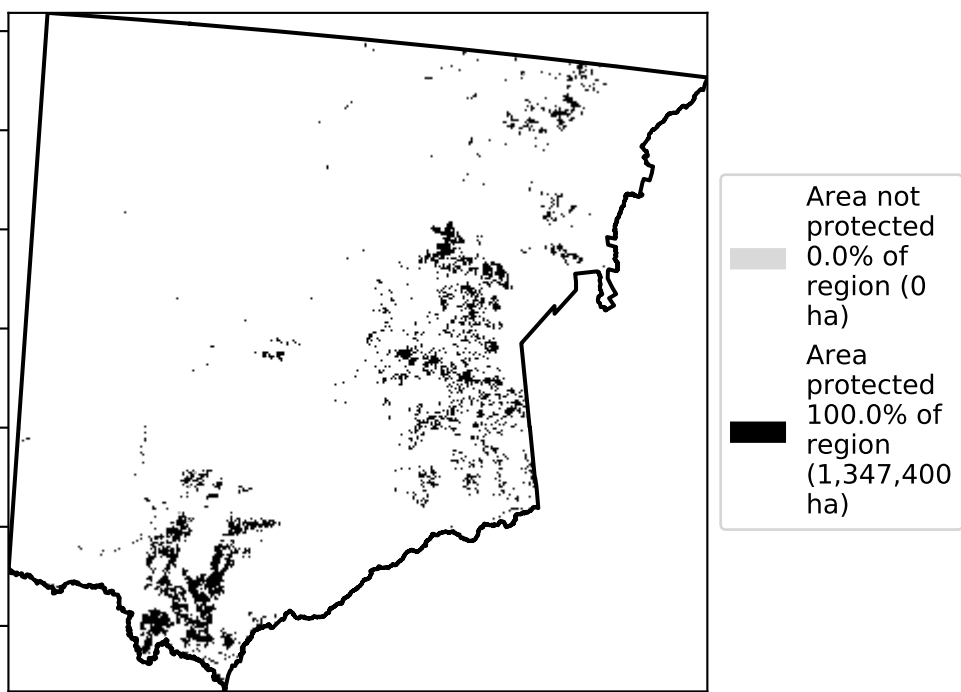 Area not
protected
0.0% of
region (0
ha)
Area
protected
100.0% of
region
(1,347,400
ha)